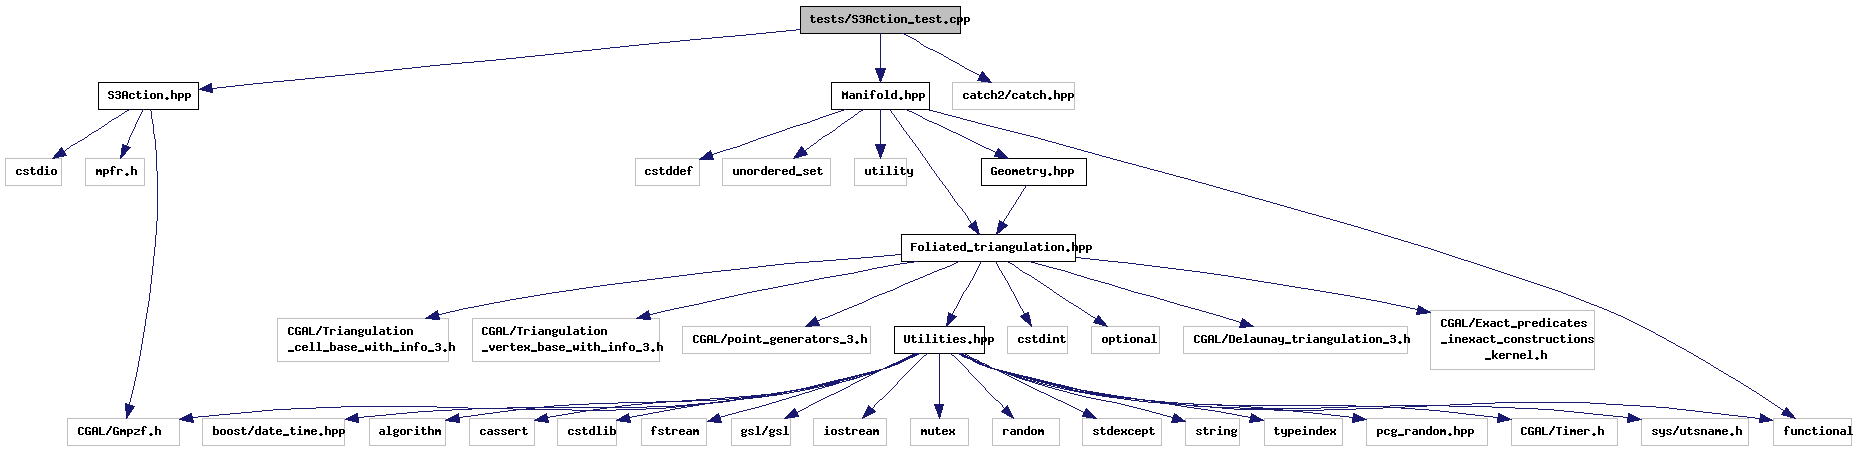 tests/S3Action_test.cpp
S3Action.hpp
Manifold.hpp
catch2/catch.hpp
cstdio
mpfr.h
cstddef
unordered_set
utility
Geometry.hpp
Foliated_triangulation.hpp
CGAL/Triangulation
_cell_base_with_info_3.h
CGAL/Triangulation
_vertex_base_with_info_3.h
CGAL/point_generators_3.h
Utilities.hpp
cstdint
optional
CGAL/Delaunay_triangulation_3.h
CGAL/Exact_predicates
_inexact_constructions
_kernel.h
CGAL/Gmpzf.h
boost/date_time.hpp
algorithm
cassert
cstdlib
fstream
gsl/gsl
iostream
mutex
random
stdexcept
string
typeindex
pcg_random.hpp
CGAL/Timer.h
sys/utsname.h
functional